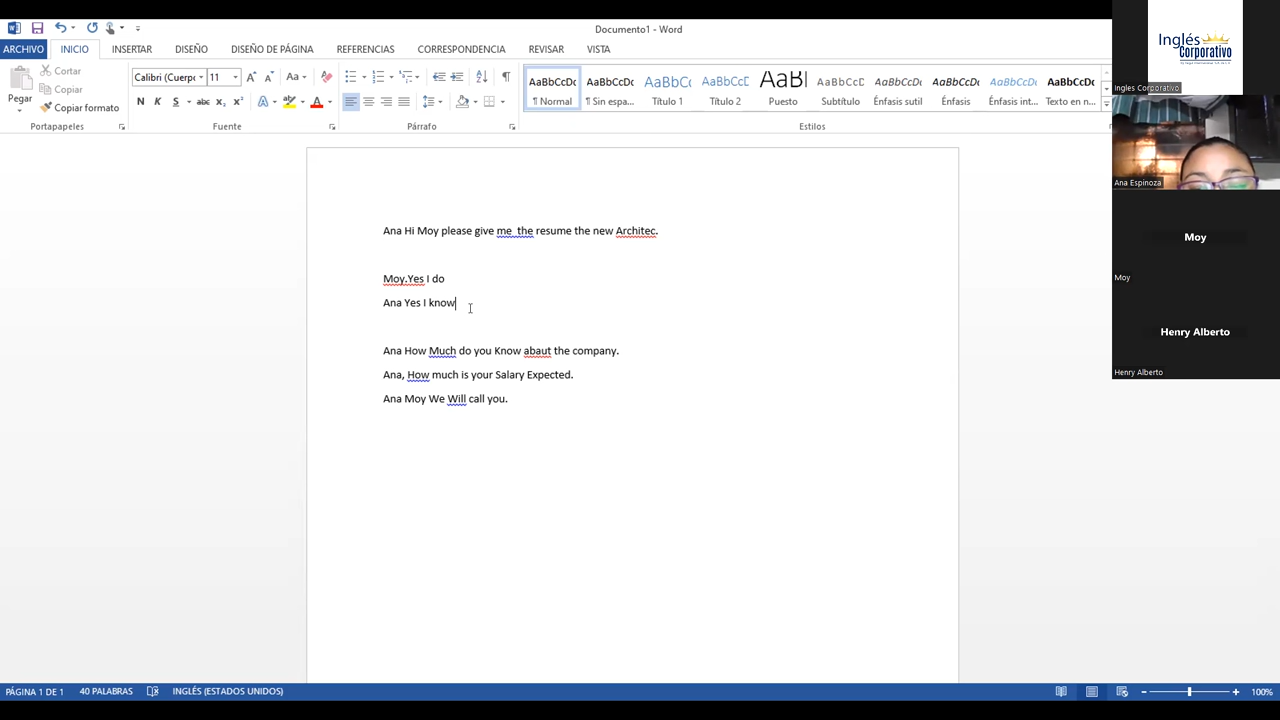 Documento1 - Word
ARCHIVO INICIO INSERTAR DISEÑO DISEÑO DE PÁGINA REFERENCIAS CORRESPONDENCIA REVISAR VISTA
Pegar
Cortar
Copiar
Copiar formato
Portapapeles
Calibri (Cuerpo 11
Fuente
Párrafo
AaBbCcDc AaBbCcDc AaBbCc AaBbCcC AaBl AaBbCcC AaBbCcDc AaBbCcDc AaBbCcDc AaBbCcDc
¶ Normal ¶ Sin espa... Título 1 Título 2 Puesto Subtítulo Énfasis sutil Énfasis Énfasis int... Texto en n...
Estilos
Ana Hi Moy please give me the resume the new Architec.
Moy.Yes I do
Ana Yes I know
Ana How Much do you Know abaut the company.
Ana, How much is your Salary Expected.
Ana Moy We Will call you.
Inglés
Corporativo
Ingles Corporativo
Ana Espinoza
Moy
Moy
Henry Alberto
Henry Alberto
PÁGINA 1 DE 1 40 PALABRAS INGLÉS (ESTADOS UNIDOS) 100%